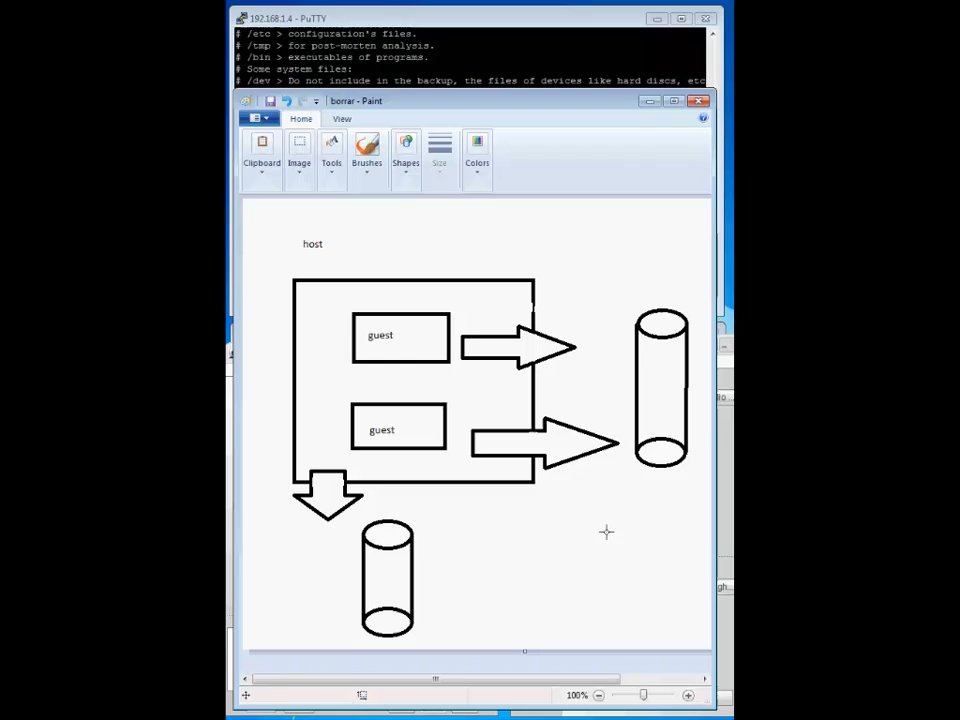 192.168.1.4 - PuTTY
# /etc > configuration's files.
# /tmp > for post-morten analysis.
# /bin > executables of programs.
# Some system files:
# /dev > Do not include in the backup, the files of devices like hard discs, etc
borrar - Paint
Home View
Clipboard Image Tools Brushes Shapes Size Colors
host
guest
guest
100%